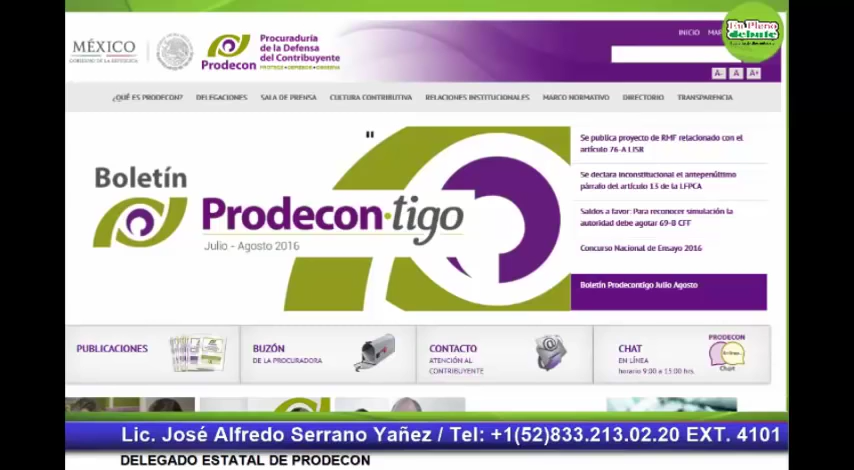 MÉXICO
GOBIERNO DE LA REPÚBLICA
Prodecon
Procuraduría
de la Defensa
del Contribuyente
INICIO
En Pleno
debate
A- A A+
¿QUÉ ES PRODECON? DELEGACIONES SALA DE PRENSA CULTURA CONTRIBUTIVA RELACIONES INSTITUCIONALES MARCO NORMATIVO DIRECTORIO TRANSPARENCIA
"
Boletín
Prodecon·tigo
Julio - Agosto 2016
Se publica proyecto de RMF relacionado con el
artículo 76-A LISR
Se declara inconstitucional el antepenúltimo
párrafo del artículo 13 de la LFPCA
Saldos a favor: Para reconocer simulación la
autoridad debe agotar 69-B CFF
Concurso Nacional de Ensayo 2016
Boletín Prodecontigo Julio Agosto
PUBLICACIONES
BUZÓN
DE LA PROCURADORA
CONTACTO
ATENCIÓN AL
CONTRIBUYENTE
CHAT
EN LÍNEA
horario 9:00 a 15:00 hrs.
PRODECON
Chat
Lic. José Alfredo Serrano Yañez / Tel: +1(52)833.213.02.20 EXT. 4101
DELEGADO ESTATAL DE PRODECON